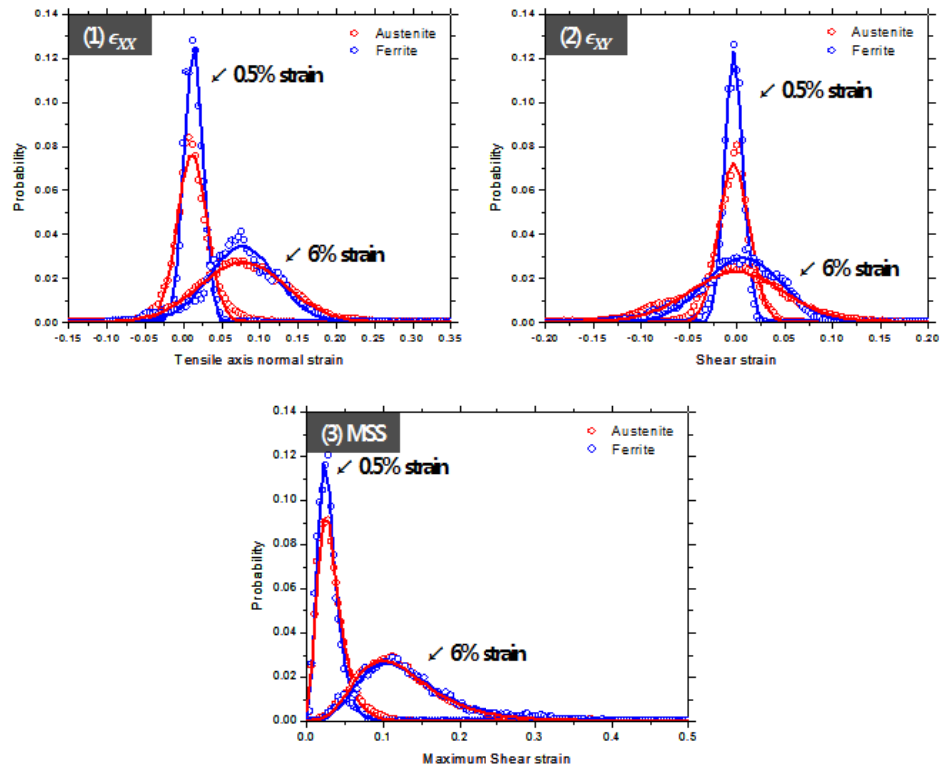 (1) ϵXX
Austenite
Ferrite
↙ 0.5% strain
↙ 6% strain
Probability
0.14
0.12
0.10
0.08
0.06
0.04
0.02
0.00
-0.15 -0.10 -0.05 0.00 0.05 0.10 0.15 0.20 0.25 0.30 0.35
Tensile axis normal strain
(2) ϵXY
Austenite
Ferrite
↙ 0.5% strain
↙ 6% strain
Probability
0.14
0.12
0.10
0.08
0.06
0.04
0.02
0.00
-0.20 -0.15 -0.10 -0.05 0.00 0.05 0.10 0.15 0.20
Shear strain
(3) MSS
Austenite
Ferrite
↙ 0.5% strain
↙ 6% strain
Probability
0.14
0.12
0.10
0.08
0.06
0.04
0.02
0.00
0.0 0.1 0.2 0.3 0.4 0.5
Maximum Shear strain